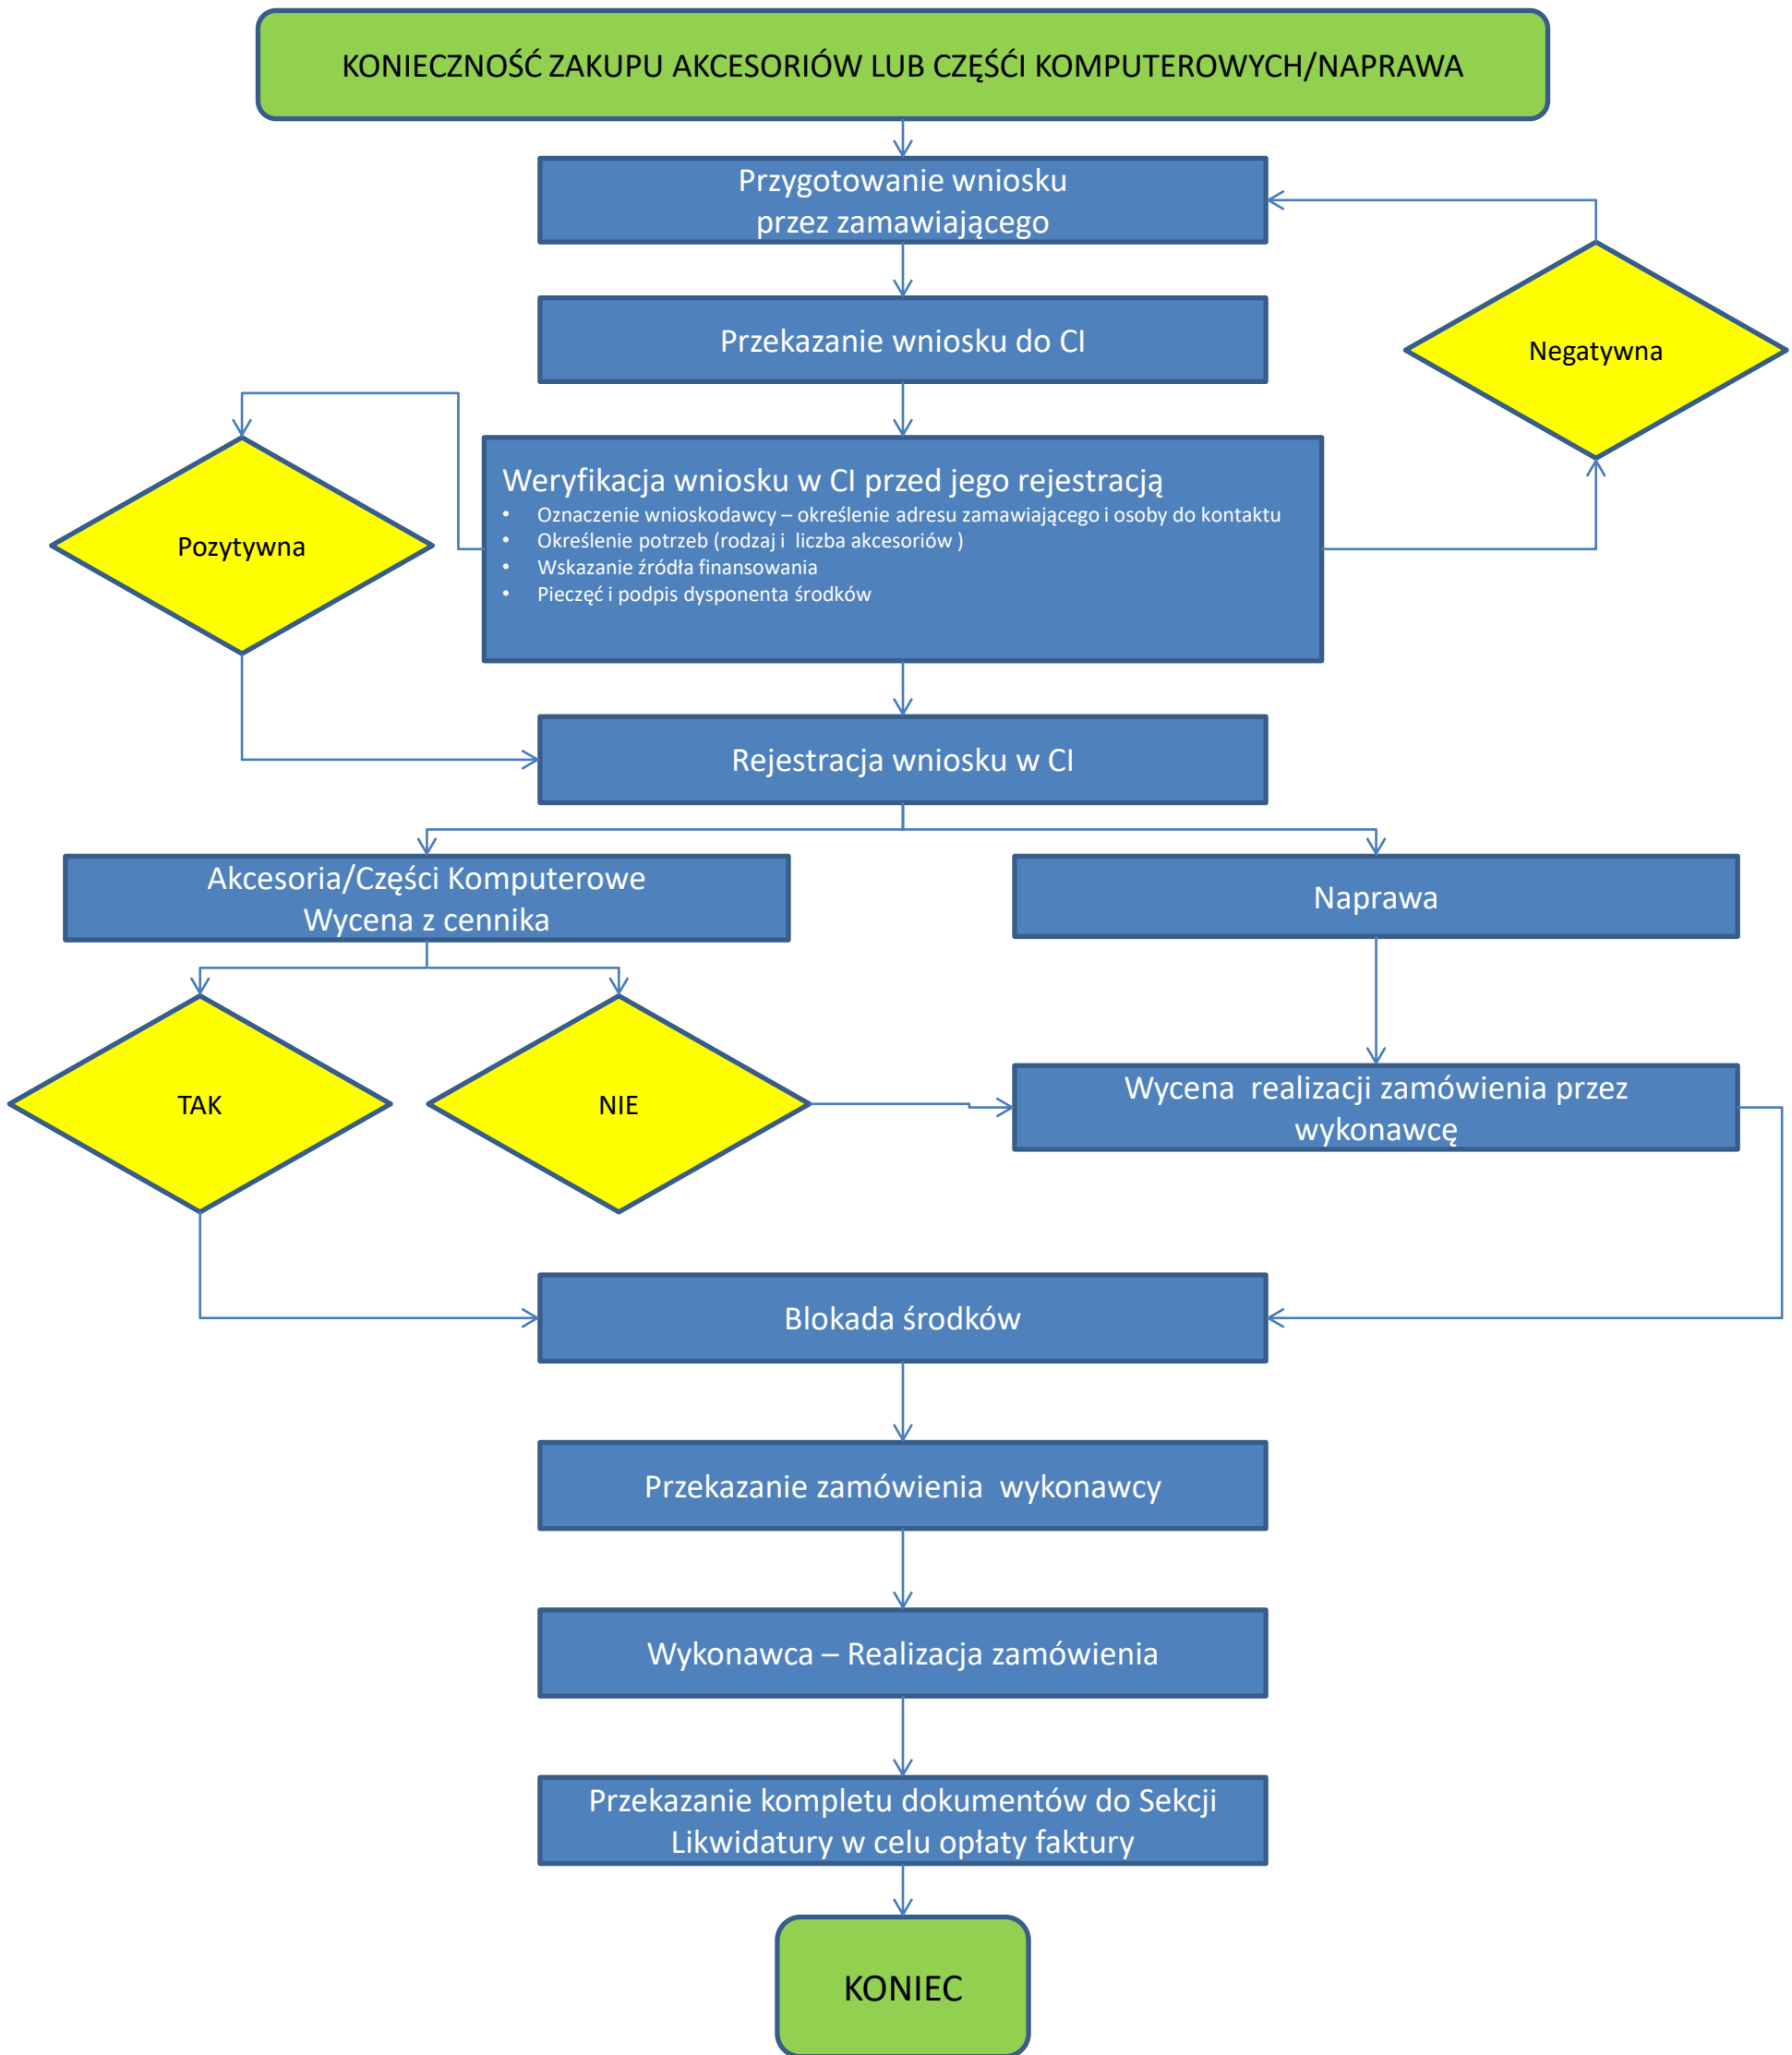 KONIECZNOŚĆ ZAKUPU AKCESORIÓW LUB CZĘŚĆI KOMPUTEROWYCH/NAPRAWA
Przygotowanie wniosku
przez zamawiającego
Przekazanie wniosku do CI
Negatywna
Weryfikacja wniosku w CI przed jego rejestracją
• Oznaczenie wnioskodawcy – określenie adresu zamawiającego i osoby do kontaktu
• Określenie potrzeb (rodzaj i liczba akcesoriów )
• Wskazanie źródła finansowania
• Pieczęć i podpis dysponenta środków
Pozytywna
Rejestracja wniosku w CI
Akcesoria/Części Komputerowe
Wycena z cennika
Naprawa
TAK
NIE
Wycena realizacji zamówienia przez
wykonawcę
Blokada środków
Przekazanie zamówienia wykonawcy
Wykonawca – Realizacja zamówienia
Przekazanie kompletu dokumentów do Sekcji
Likwidatury w celu opłaty faktury
KONIEC